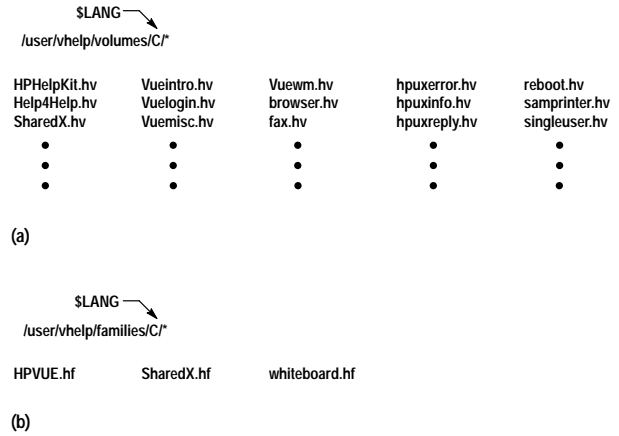 $LANG
/user/vhelp/volumes/C/*
HPHelpKit.hv Vueintro.hv Vuewm.hv hpuxerror.hv reboot.hv
Help4Help.hv Vuelogin.hv browser.hv hpuxinfo.hv samprinter.hv
SharedX.hv Vuemisc.hv fax.hv hpuxreply.hv singleuser.hv
(a)
$LANG
/user/vhelp/families/C/*
HPVUE.hf SharedX.hf whiteboard.hf
(b)